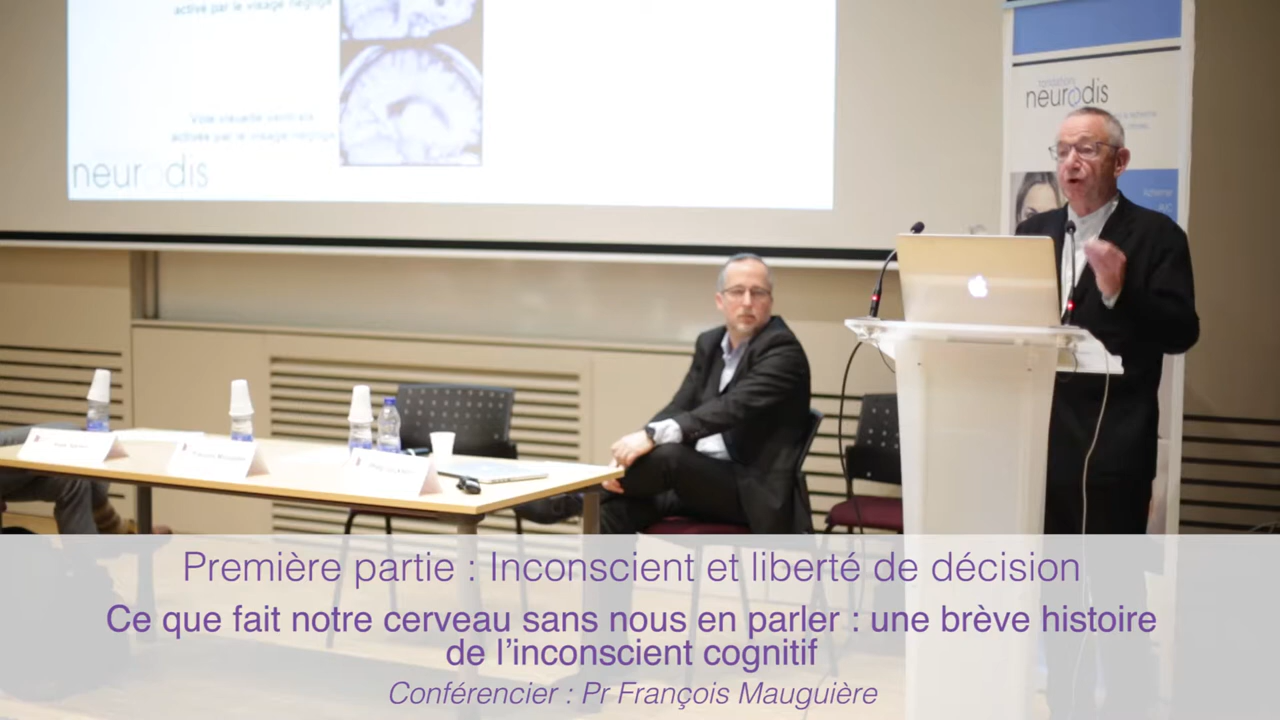 activé par le visage négligé
Voie visuelle ventrale
activée par le visage négligé
neurodis
fondation
neurodis
AVC
Première partie : Inconscient et liberté de décision
Ce que fait notre cerveau sans nous en parler : une brève histoire
de l’inconscient cognitif
Conférencier : Pr François Mauguière